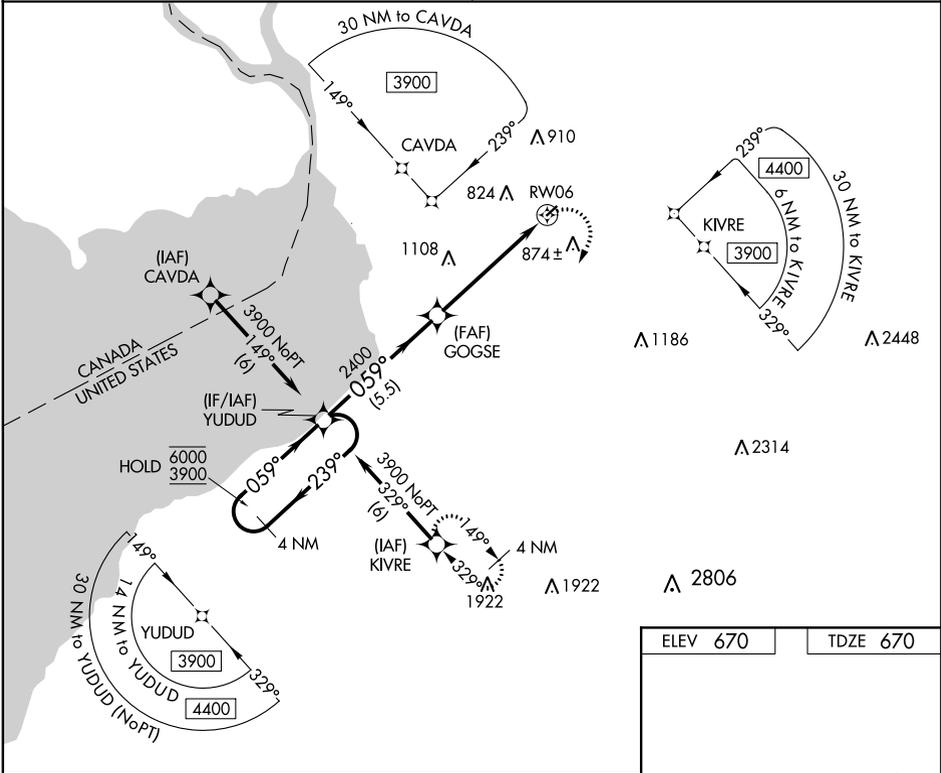 30 NM to CAVDA
3900
149°
239°
CAVDA
910
824
RW06
1108
874±
239°
4400
6 NM to KIVRE
30 NM to KIVRE
KIVRE
3900
329°
(IAF)
CAVDA
3900 NoPT
149°
(6)
CANADA
UNITED STATES
(FAF)
GOGSE
2400
059°
(5.5)
1186
2448
(IF/IAF)
YUDUD
HOLD
6000
3900
059°
239°
4 NM
2314
3900 NoPT
329°
(6)
(IAF)
KIVRE
149°
329°
4 NM
1922
1922
2806
149°
YUDUD
3900
329°
14 NM to YUDUD
4400
30 NM to YUDUD (NoPT)
ELEV 670
TDZE 670